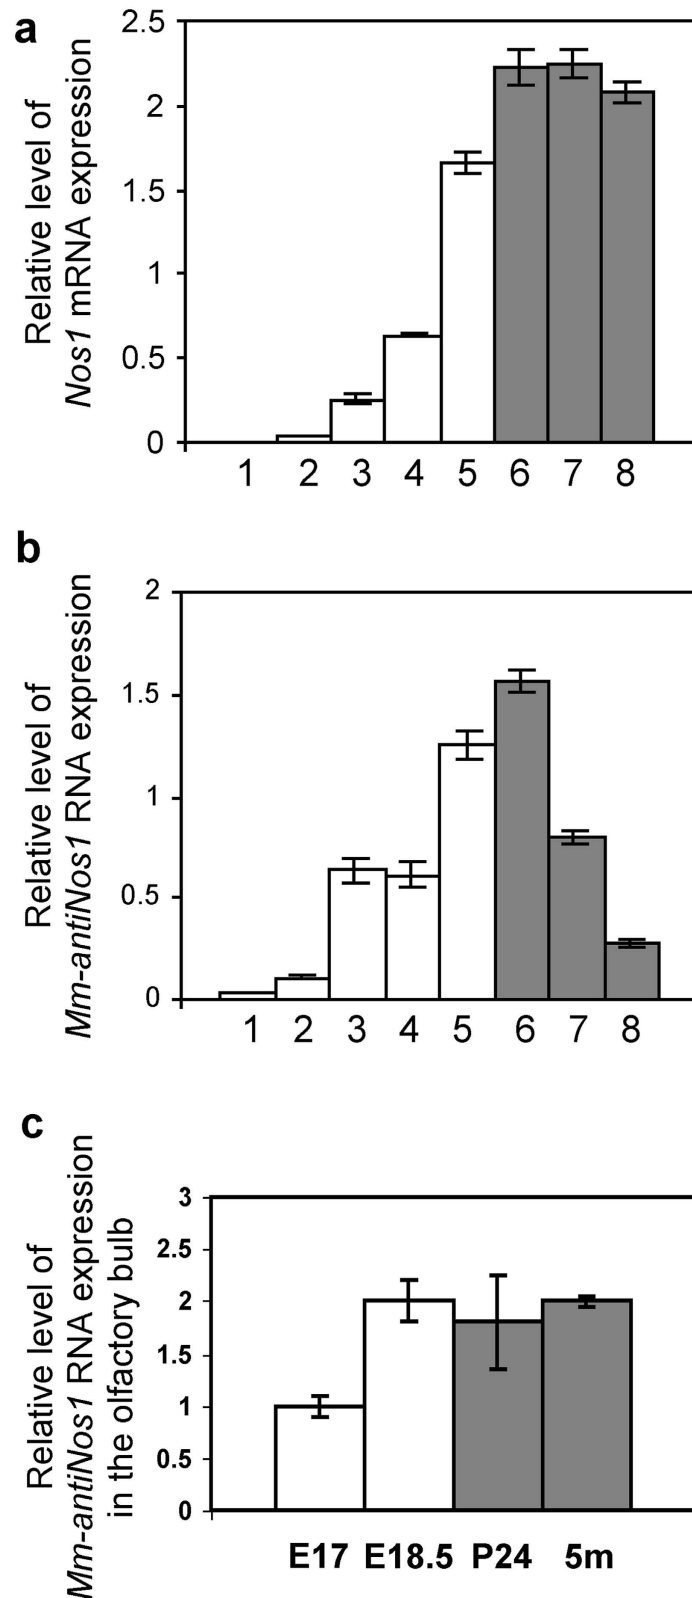 a
Relative level of
Nos1 mRNA expression
2.5
2
1.5
1
0.5
0
1 2 3 4 5 6 7 8
b
Relative level of
Mm-antiNos1 RNA expression
2
1.5
1
0.5
0
1 2 3 4 5 6 7 8
c
Relative level of
Mm-antiNos1 RNA expression
in the olfactory bulb
3
2.5
2
1.5
1
0.5
0
E17 E18.5 P24 5m